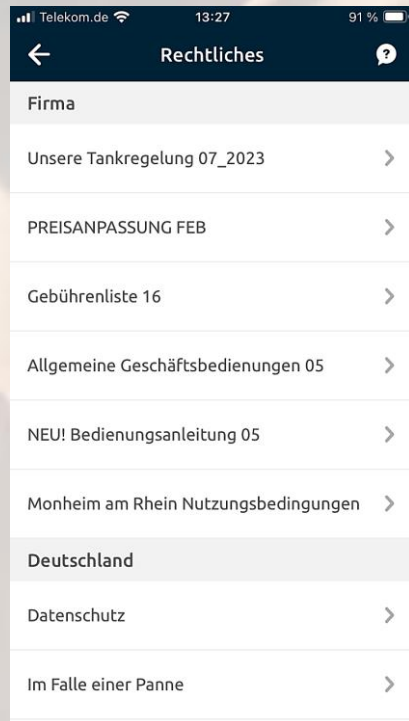 Telekom.de 13:27 91 %
Rechtliches
Firma
Unsere Tankregelung 07_2023
PREISANPASSUNG FEB
Gebührenliste 16
Allgemeine Geschäftsbedienungen 05
NEU! Bedienungsanleitung 05
Monheim am Rhein Nutzungsbedingungen
Deutschland
Datenschutz
Im Falle einer Panne